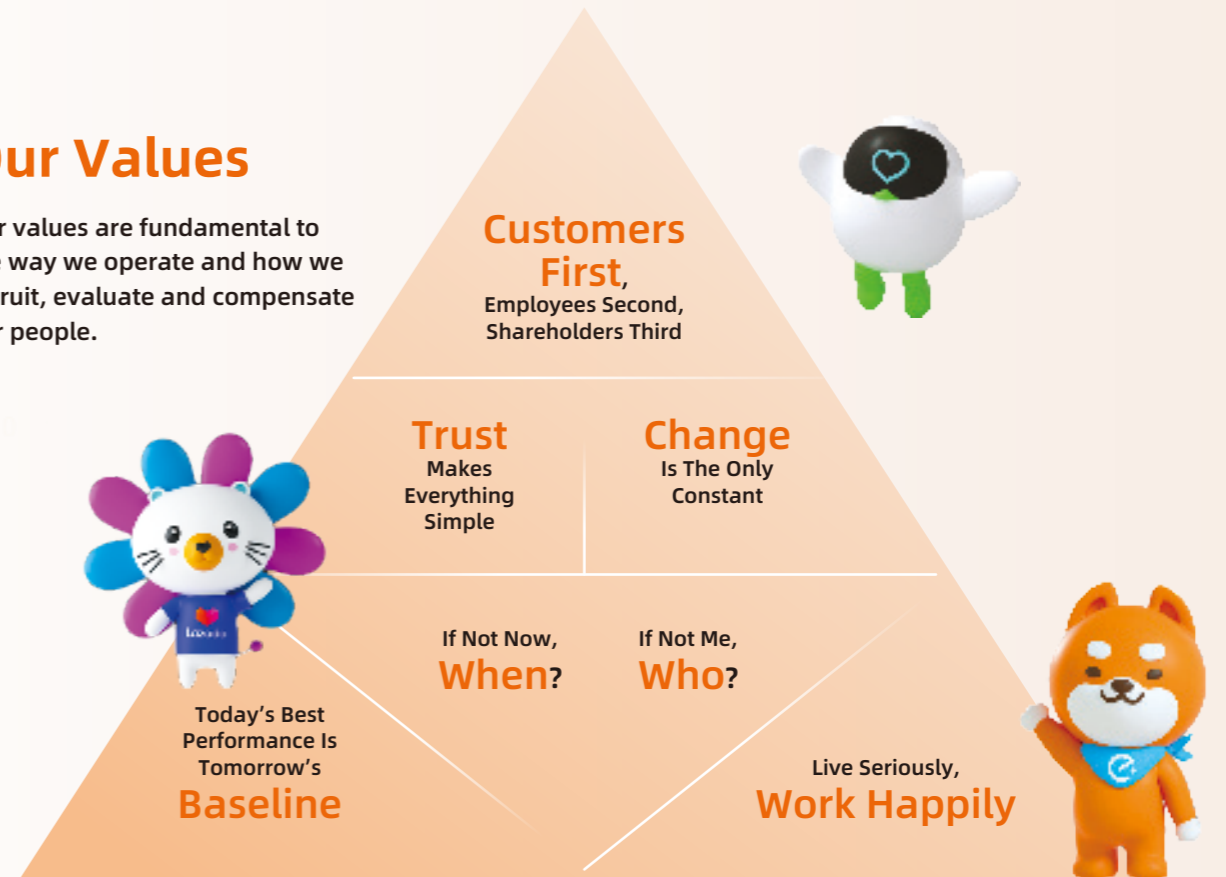 ur Values
r values are fundamental to
e way we operate and how we
ruit, evaluate and compensate
r people.
Customers
First,
Employees Second,
Shareholders Third
Trust
Makes
Everything
Simple
Change
Is The Only
Constant
Lazada
If Not Now,
When?
If Not Me,
Who?
Today’s Best
Performance Is
Tomorrow’s
Baseline
Live Seriously,
Work Happily